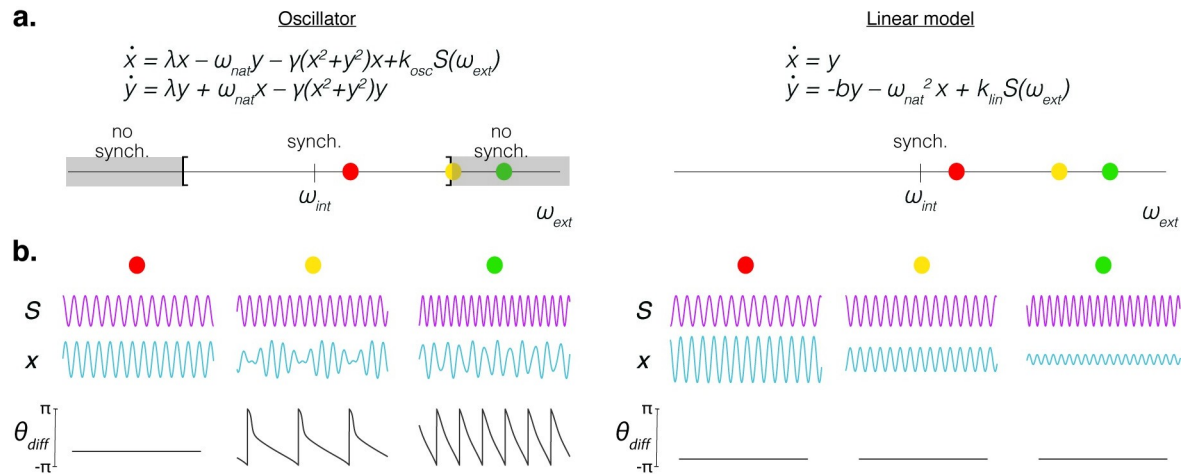 a.
Oscillator
ẋ = λx – ω_nat y – γ(x²+y²)x+k_osc S(ω_ext)
ẏ = λy + ω_nat x – γ(x²+y²)y
no
synch.
synch.
no
synch.
ω_int
ω_ext
Linear model
ẋ = y
ẏ = -by – ω_nat² x + k_lin S(ω_ext)
synch.
ω_int
ω_ext
b.
S
x
π
θ_diff
-π
S
x
π
θ_diff
-π